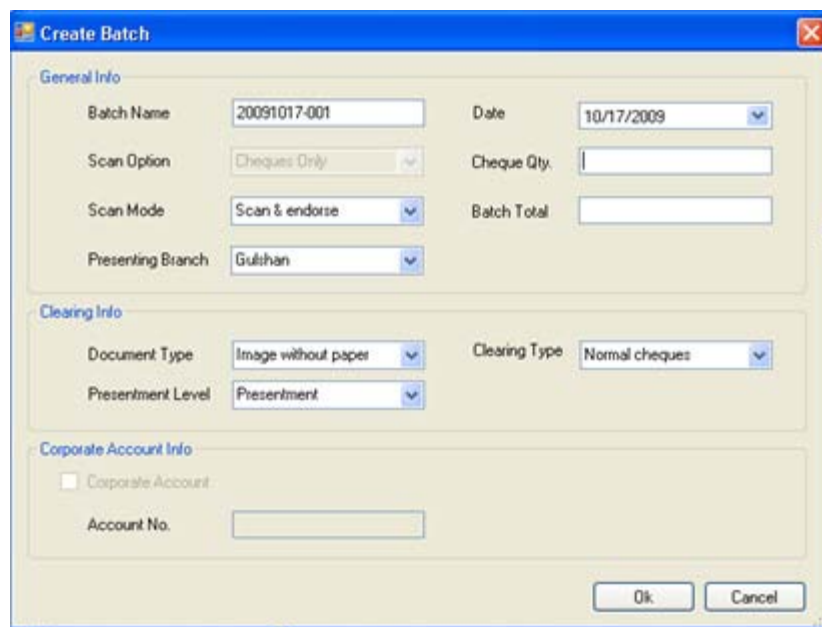 Create Batch
General Info
Batch Name 20091017-001 Date 10/17/2009
Scan Option Cheques Only Cheque Qty.
Scan Mode Scan & endorse Batch Total
Presenting Branch Gulshan
Clearing Info
Document Type Image without paper Clearing Type Normal cheques
Presentment Level Presentment
Corporate Account Info
Corporate Account
Account No.
Ok Cancel